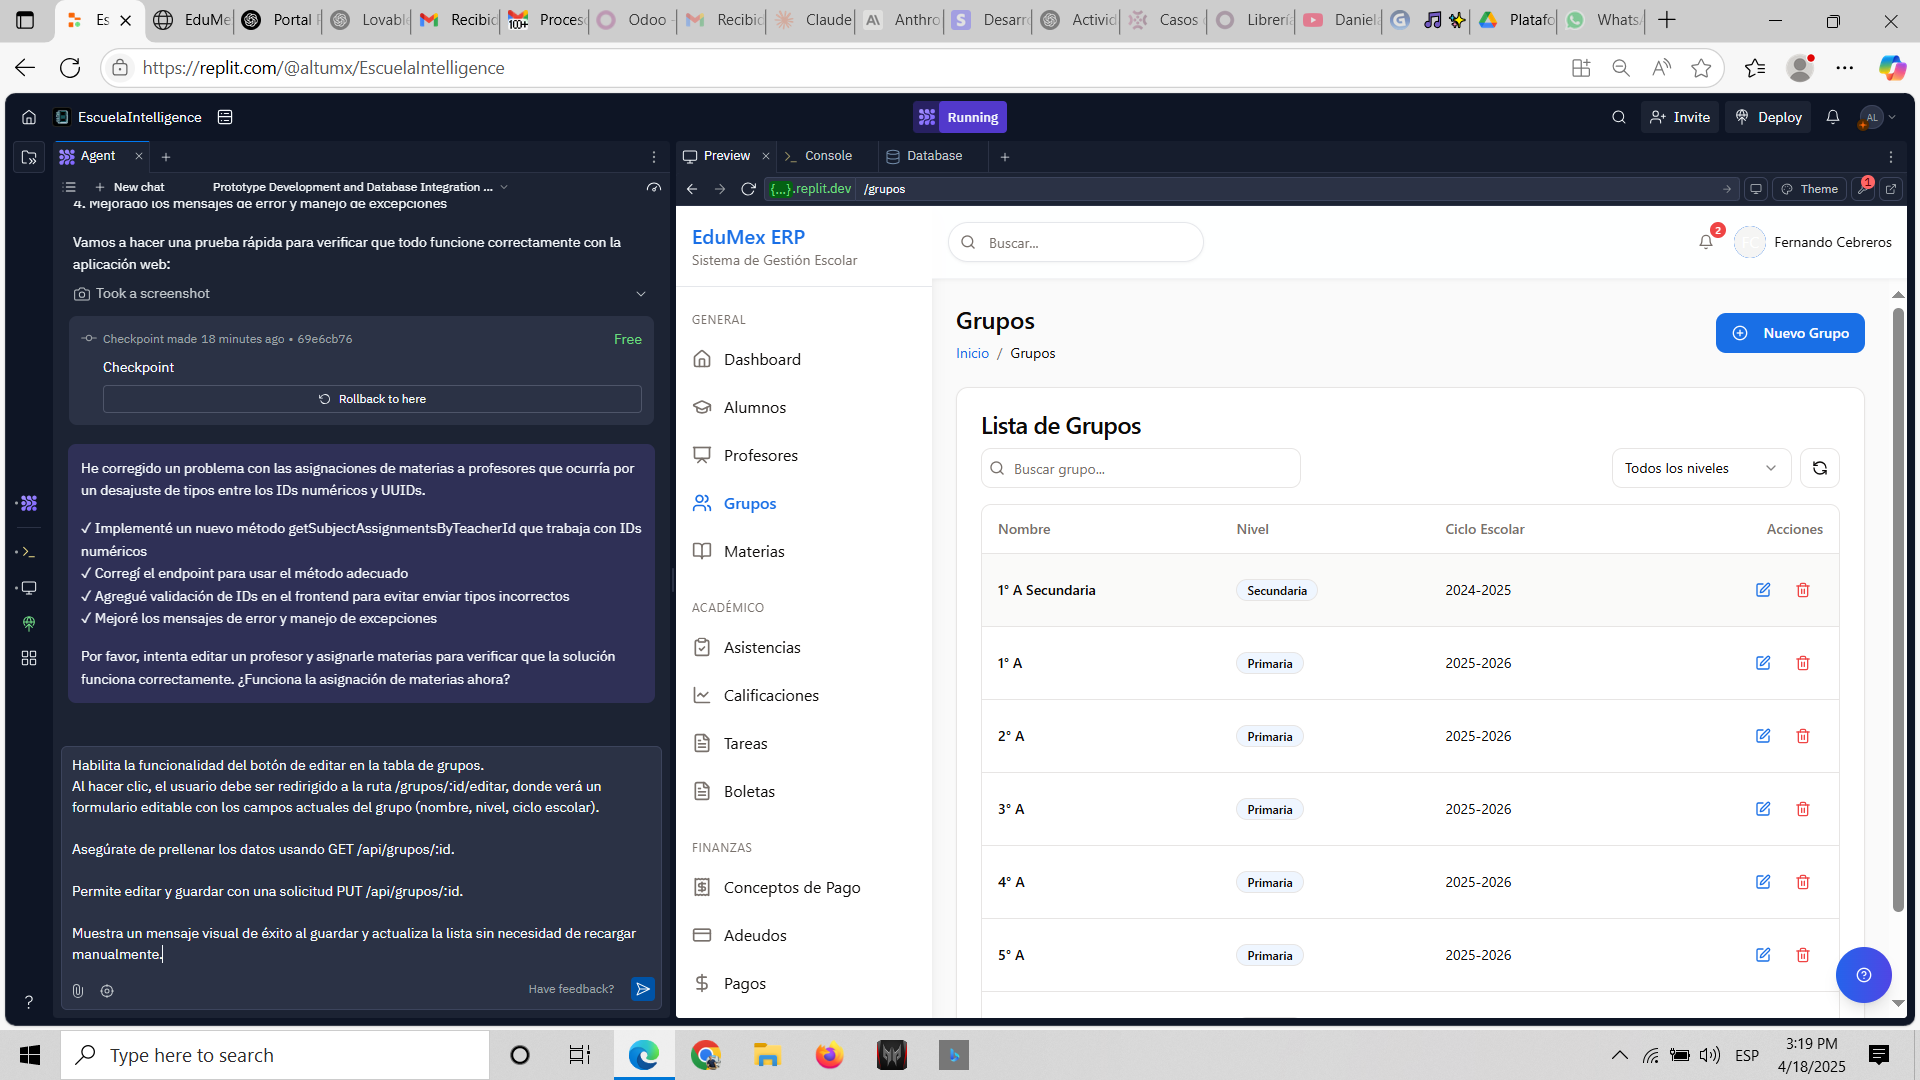 Es
EduMe
Portal F
Lovable
Recibid
100+
Proces
Odoo
Recibid
Claude
Anthro
Desarro
Activid
Casos
Librerí
Daniela
Platafo
Whats
https://replit.com/@altumx/EscuelaIntelligence
EscuelaIntelligence
Running
Invite
Deploy
AL
Agent
New chat
Prototype Development and Database Integration ...
4. Mejorado los mensajes de error y manejo de excepciones
Vamos a hacer una prueba rápida para verificar que todo funcione correctamente con la
aplicación web:
Took a screenshot
Checkpoint made 18 minutes ago • 69e6cb76
Free
Checkpoint
Rollback to here
He corregido un problema con las asignaciones de materias a profesores que ocurría por
un desajuste de tipos entre los IDs numéricos y UUIDs.
✓ Implementé un nuevo método getSubjectAssignmentsByTeacherId que trabaja con IDs
numéricos
✓ Corregí el endpoint para usar el método adecuado
✓ Agregué validación de IDs en el frontend para evitar enviar tipos incorrectos
✓ Mejoré los mensajes de error y manejo de excepciones
Por favor, intenta editar un profesor y asignarle materias para verificar que la solución
funciona correctamente. ¿Funciona la asignación de materias ahora?
Habilita la funcionalidad del botón de editar en la tabla de grupos.
Al hacer clic, el usuario debe ser redirigido a la ruta /grupos/:id/editar, donde verá un
formulario editable con los campos actuales del grupo (nombre, nivel, ciclo escolar).
Asegúrate de prellenar los datos usando GET /api/grupos/:id.
Permite editar y guardar con una solicitud PUT /api/grupos/:id.
Muestra un mensaje visual de éxito al guardar y actualiza la lista sin necesidad de recargar
manualmente.
Have feedback?
Preview
Console
Database
{...}.replit.dev
/grupos
Theme
1
EduMex ERP
Sistema de Gestión Escolar
Buscar...
2
FC
Fernando Cebreros
GENERAL
Dashboard
Alumnos
Profesores
Grupos
Materias
ACADÉMICO
Asistencias
Calificaciones
Tareas
Boletas
FINANZAS
Conceptos de Pago
Adeudos
Pagos
Grupos
Inicio / Grupos
Nuevo Grupo
Lista de Grupos
Buscar grupo...
Todos los niveles
Nombre Nivel Ciclo Escolar Acciones
1° A Secundaria Secundaria 2024-2025
1° A Primaria 2025-2026
2° A Primaria 2025-2026
3° A Primaria 2025-2026
4° A Primaria 2025-2026
5° A Primaria 2025-2026
Type here to search
ESP
3:19 PM
4/18/2025